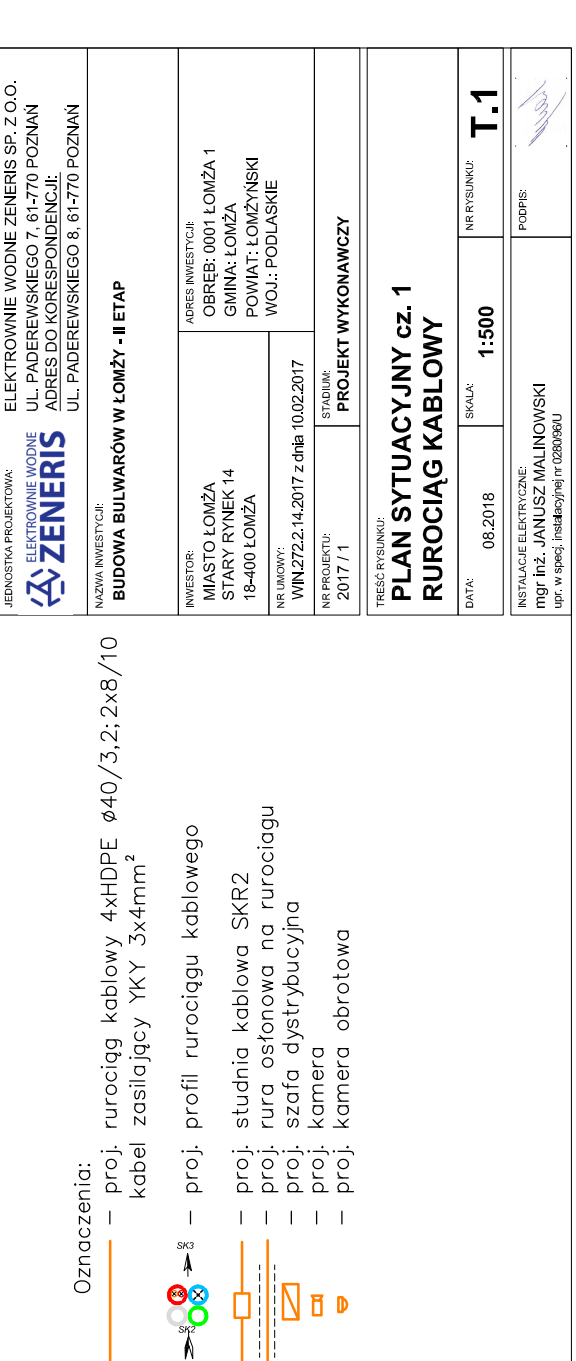 Oznaczenia:
– proj. rurociąg kablowy 4xHDPE ø40/3,2; 2x8/10
kabel zasilający YKY 3x4mm²
SK2
SK3
– proj. profil rurociągu kablowego
– proj. studnia kablowa SKR2
– proj. rura osłonowa na rurociagu
– proj. szafa dystrybucyjna
– proj. kamera
– proj. kamera obrotowa
JEDNOSTKA PROJEKTOWA:
ELEKTROWNIE WODNE
ZENERIS
ELEKTROWNIE WODNE ZENERIS SP. Z O.O.
UL. PADEREWSKIEGO 7, 61-770 POZNAŃ
ADRES DO KORESPONDENCJI:
UL. PADEREWSKIEGO 8, 61-770 POZNAŃ
NAZWA INWESTYCJI:
BUDOWA BULWARÓW W ŁOMŻY - II ETAP
INWESTOR:
MIASTO ŁOMŻA
STARY RYNEK 14
18-400 ŁOMŻA
ADRES INWESTYCJI:
OBRĘB: 0001 ŁOMŻA 1
GMINA: ŁOMŻA
POWIAT: ŁOMŻYŃSKI
WOJ.: PODLASKIE
NR UMOWY:
WIN.272.2.14.2017 z dnia 10.02.2017
NR PROJEKTU:
2017 / 1
STADIUM:
PROJEKT WYKONAWCZY
TREŚĆ RYSUNKU:
PLAN SYTUACYJNY cz. 1
RUROCIĄG KABLOWY
DATA:
08.2018
SKALA:
1:500
NR RYSUNKU:
T.1
INSTALACJE ELEKTRYCZNE:
mgr inż. JANUSZ MALINOWSKI
upr. w specj. instalacyjnej nr 0280/96/U
PODPIS: